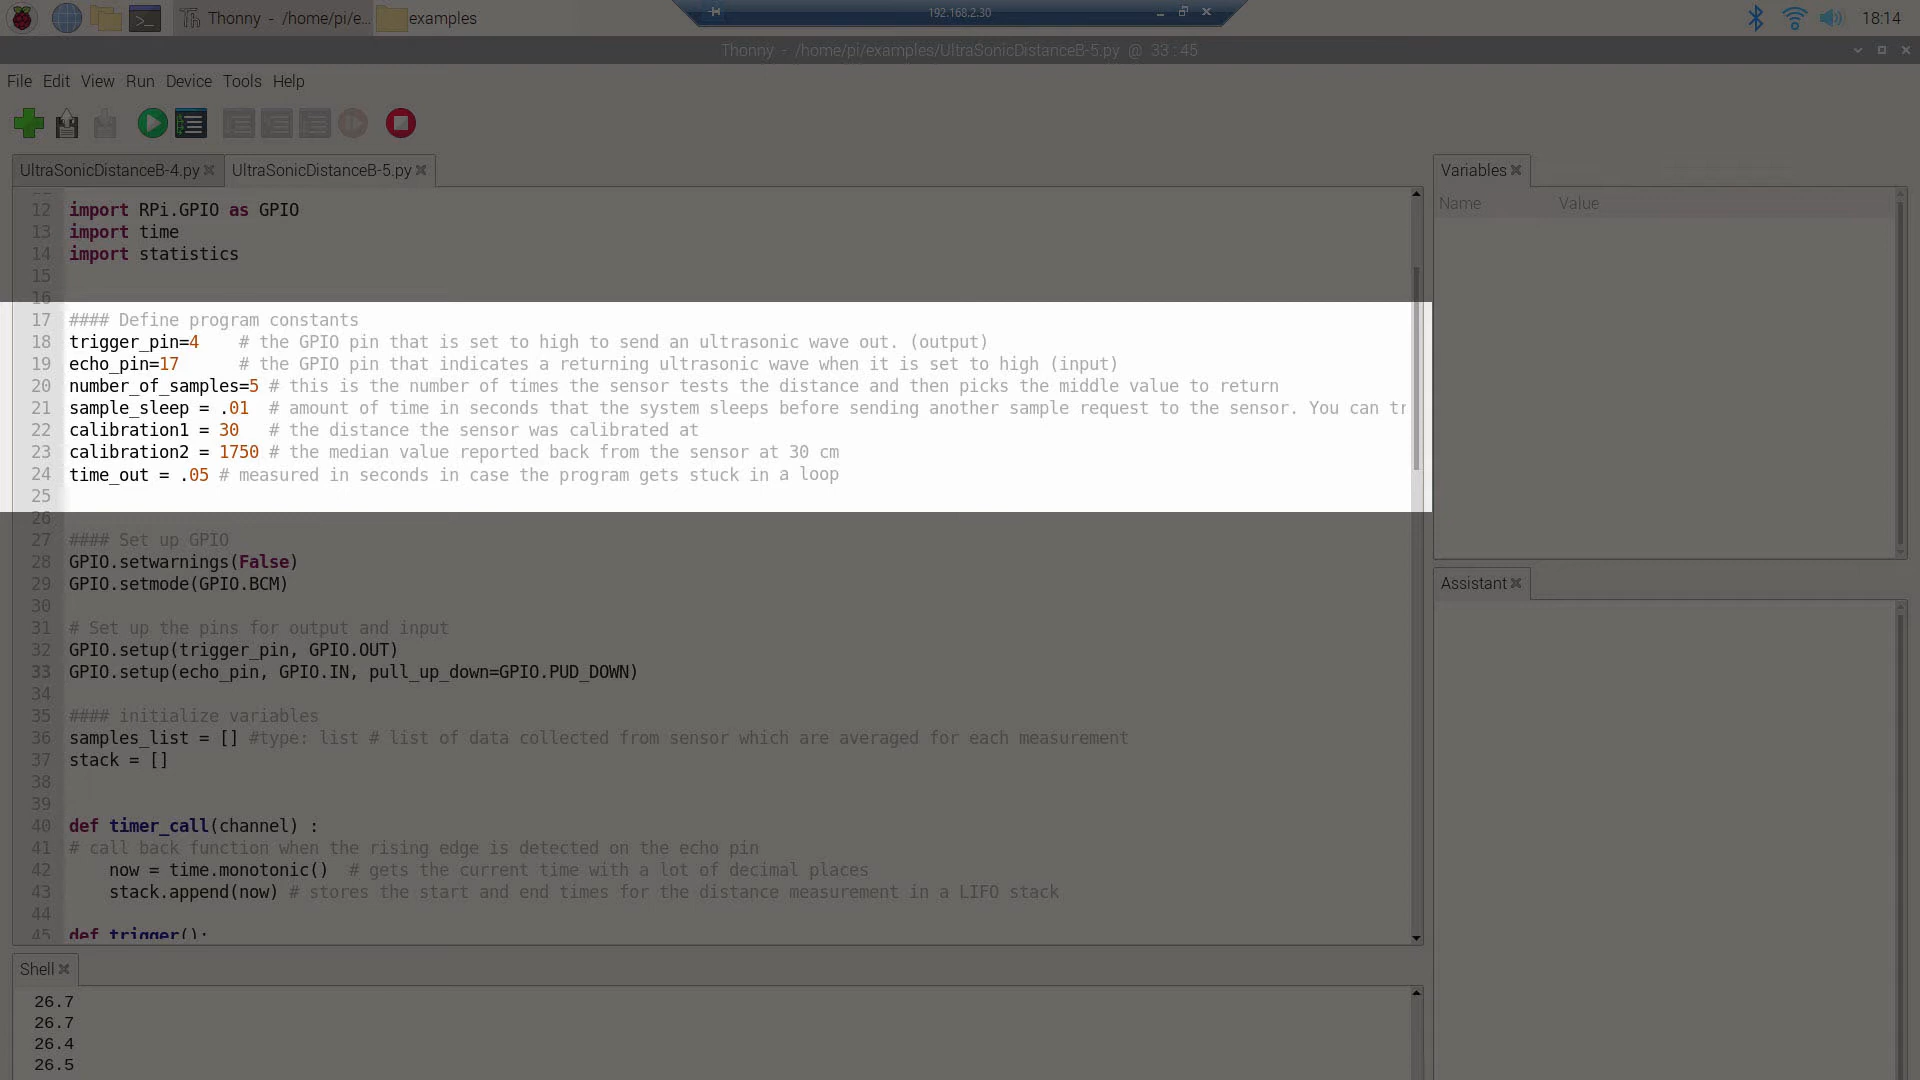 Thonny - /home/pi/e...
examples
192.168.2.30
18:14
Thonny - /home/pi/examples/UltraSonicDistanceB-5.py @ 33:45
File Edit View Run Device Tools Help
UltraSonicDistanceB-4.py
UltraSonicDistanceB-5.py
12 import RPi.GPIO as GPIO
13 import time
14 import statistics
15
16
17 #### Define program constants
18 trigger_pin=4    # the GPIO pin that is set to high to send an ultrasonic wave out. (output)
19 echo_pin=17      # the GPIO pin that indicates a returning ultrasonic wave when it is set to high (input)
20 number_of_samples=5 # this is the number of times the sensor tests the distance and then picks the middle value to return
21 sample_sleep = .01  # amount of time in seconds that the system sleeps before sending another sample request to the sensor. You can tr
22 calibration1 = 30   # the distance the sensor was calibrated at
23 calibration2 = 1750 # the median value reported back from the sensor at 30 cm
24 time_out = .05 # measured in seconds in case the program gets stuck in a loop
25
26
27 #### Set up GPIO
28 GPIO.setwarnings(False)
29 GPIO.setmode(GPIO.BCM)
30
31 # Set up the pins for output and input
32 GPIO.setup(trigger_pin, GPIO.OUT)
33 GPIO.setup(echo_pin, GPIO.IN, pull_up_down=GPIO.PUD_DOWN)
34
35 #### initialize variables
36 samples_list = [] #type: list # list of data collected from sensor which are averaged for each measurement
37 stack = []
38
39
40 def timer_call(channel) :
41 # call back function when the rising edge is detected on the echo pin
42     now = time.monotonic()  # gets the current time with a lot of decimal places
43     stack.append(now) # stores the start and end times for the distance measurement in a LIFO stack
44
45 def trigger():
Shell
26.7
26.7
26.4
26.5
Variables
Name Value
Assistant